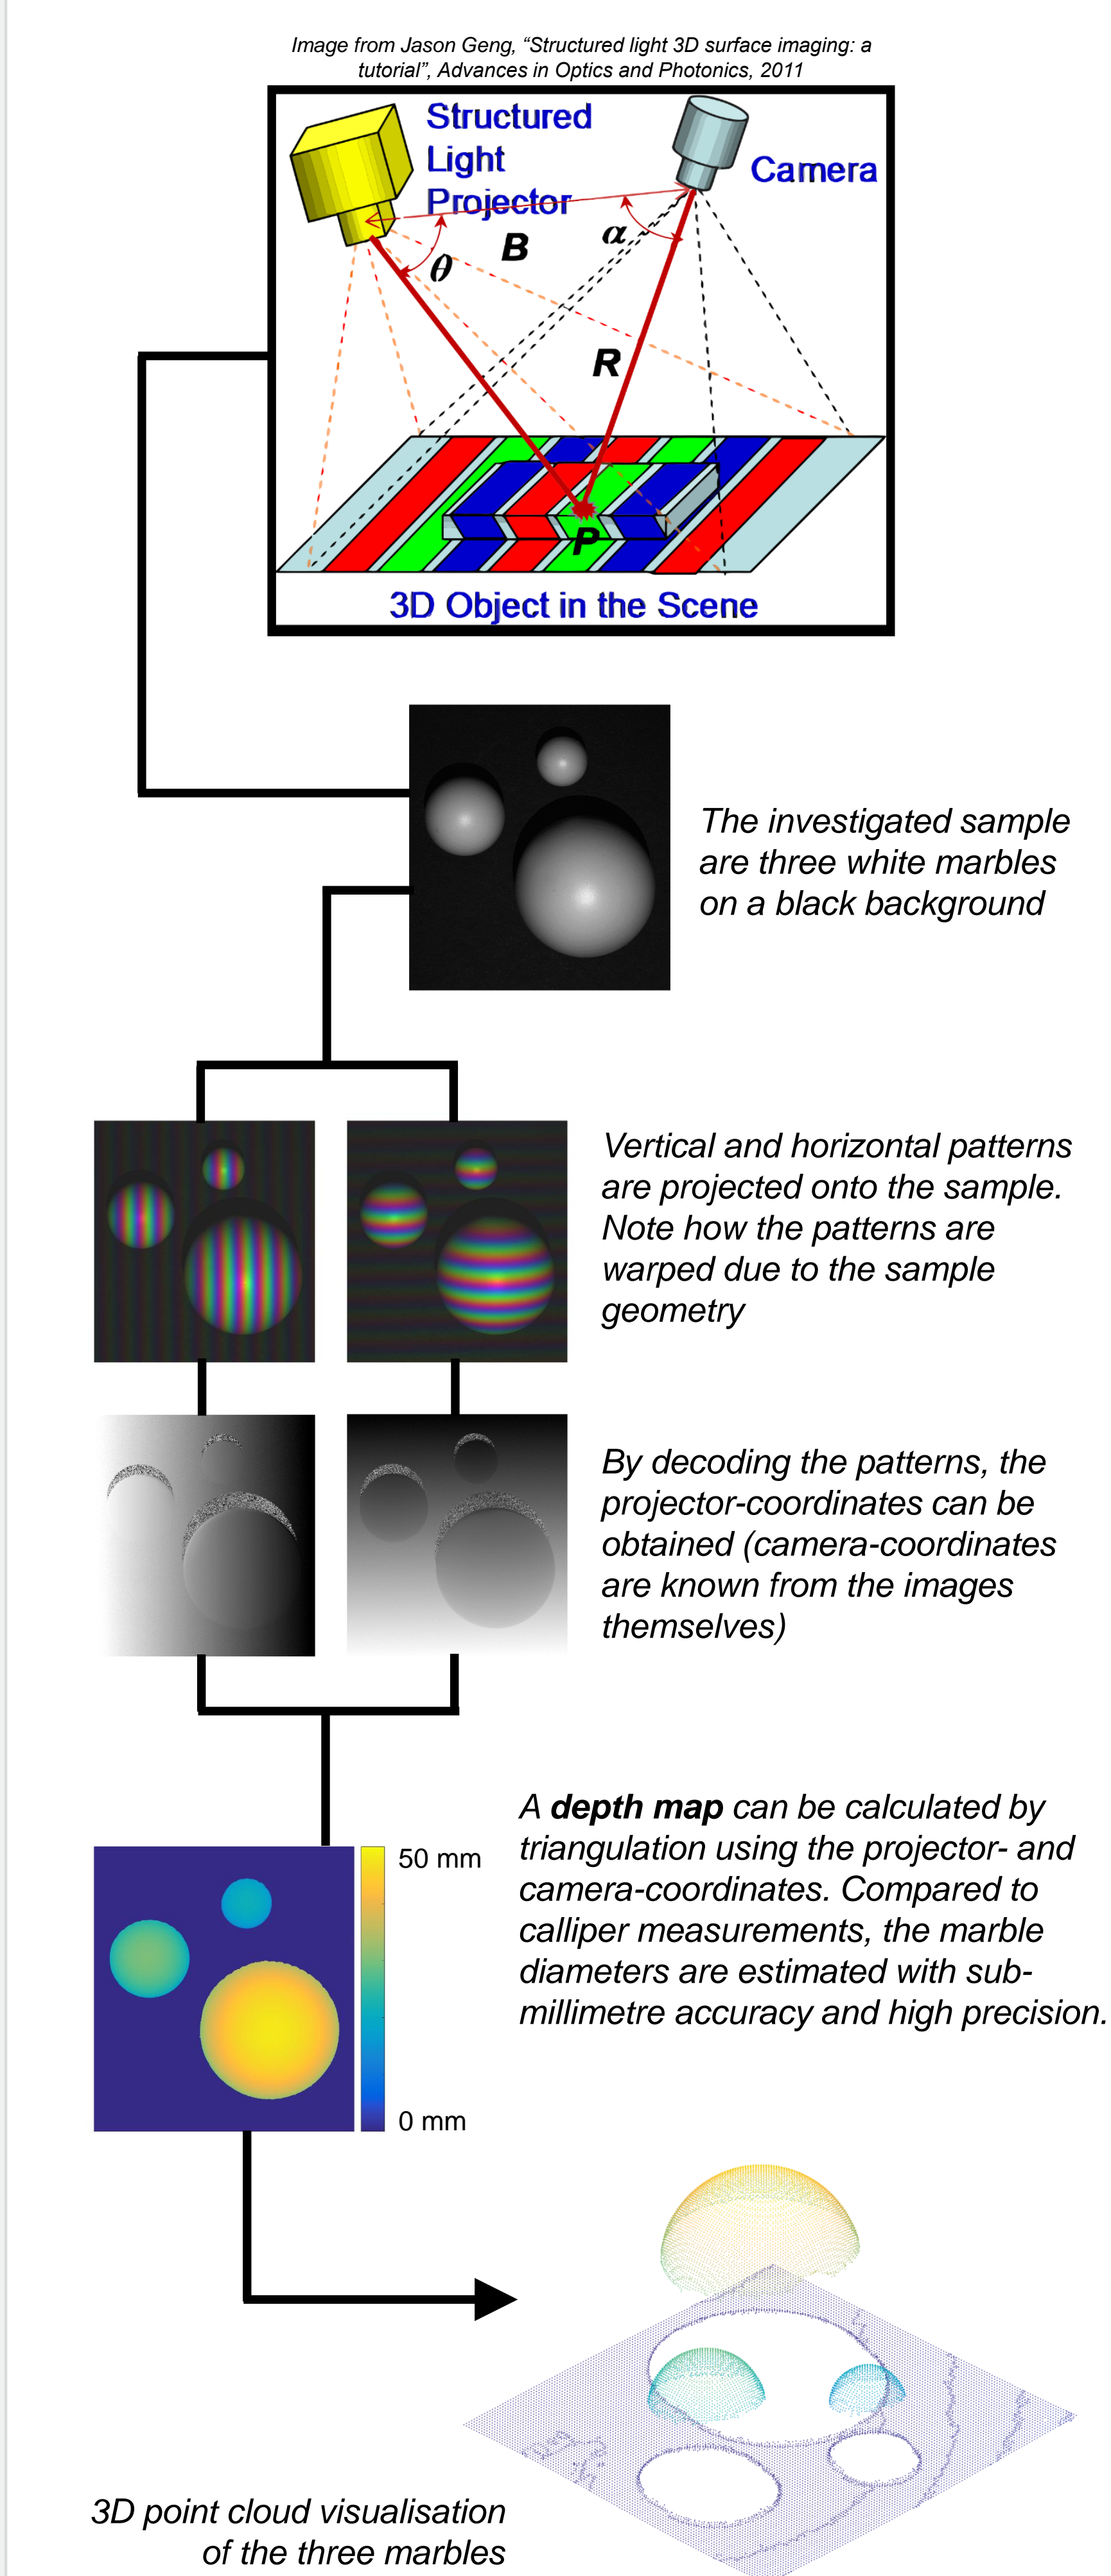 Image from Jason Geng, “Structured light 3D surface imaging: a
tutorial”, Advances in Optics and Photonics, 2011
Structured
Light
Projector
Camera
B
α
θ
R
P
3D Object in the Scene
The investigated sample
are three white marbles
on a black background
Vertical and horizontal patterns
are projected onto the sample.
Note how the patterns are
warped due to the sample
geometry
By decoding the patterns, the
projector-coordinates can be
obtained (camera-coordinates
are known from the images
themselves)
A depth map can be calculated by
triangulation using the projector- and
camera-coordinates. Compared to
calliper measurements, the marble
diameters are estimated with sub-
millimetre accuracy and high precision.
50 mm
0 mm
3D point cloud visualisation
of the three marbles